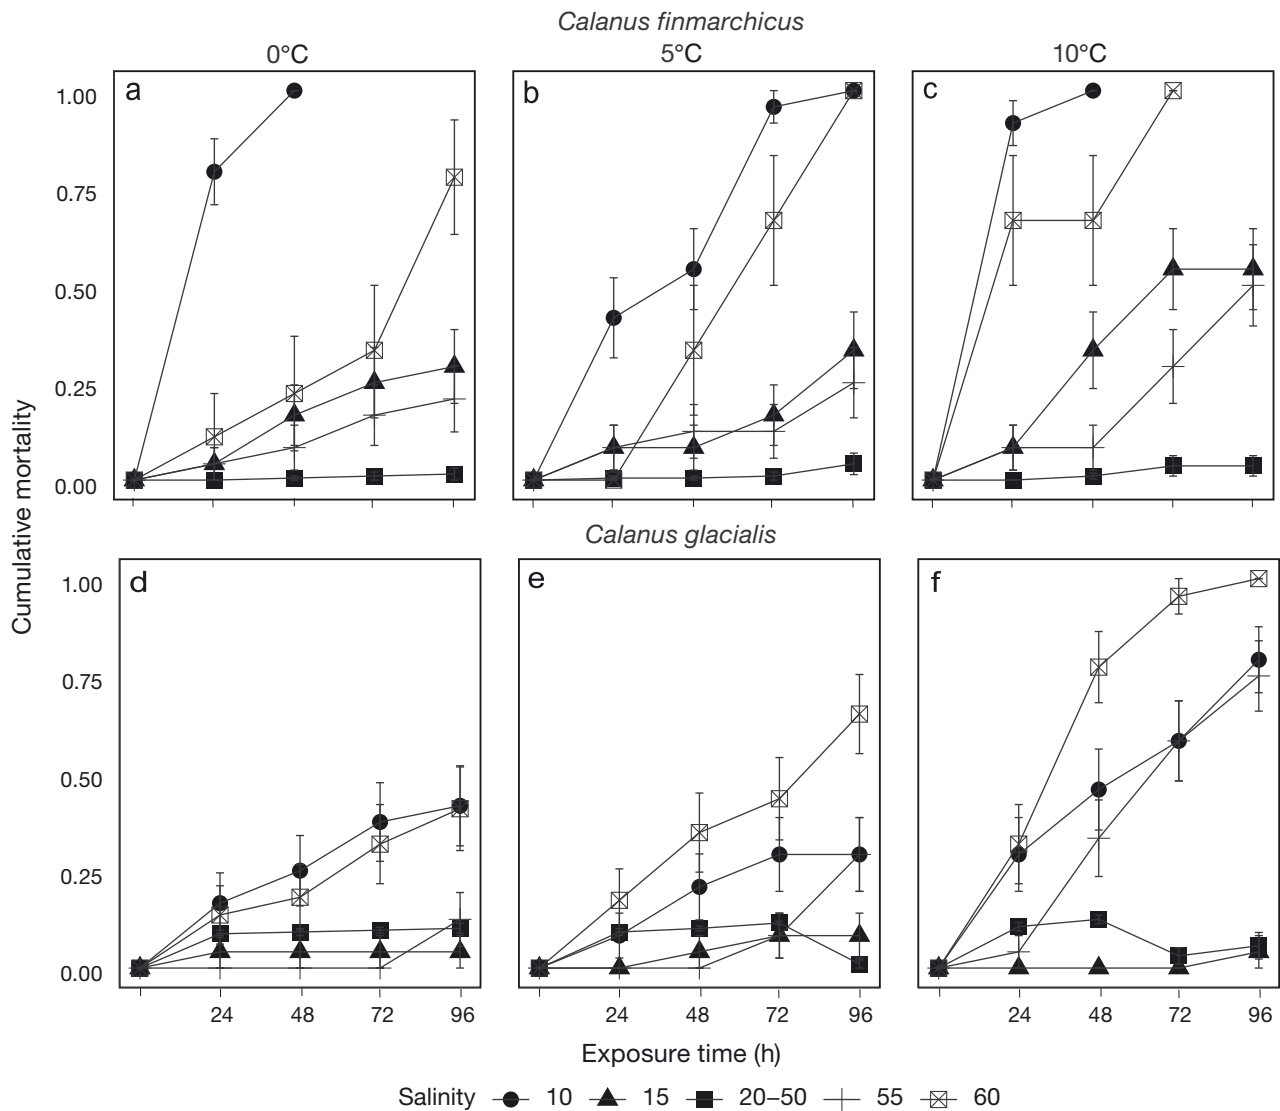 Calanus finmarchicus
0°C 5°C 10°C
a b c
1.00
0.75
0.50
0.25
0.00
Cumulative mortality
Calanus glacialis
d e f
1.00
0.75
0.50
0.25
0.00
24 48 72 96 24 48 72 96 24 48 72 96
Exposure time (h)
Salinity 10 15 20–50 55 60